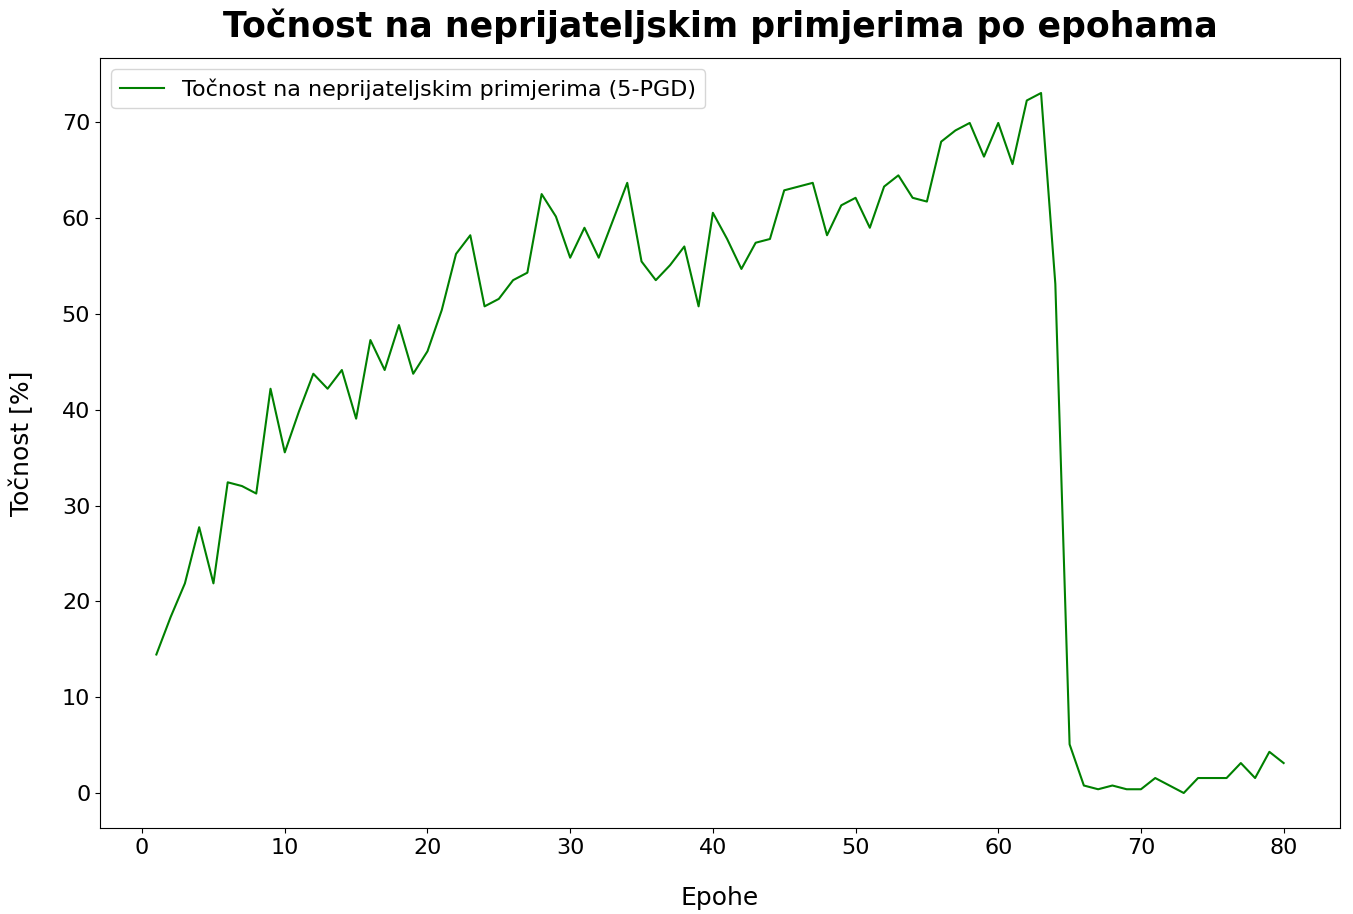 Točnost na neprijateljskim primjerima po epohama
Točnost na neprijateljskim primjerima (5-PGD)
Točnost [%]
70
60
50
40
30
20
10
0
0 10 20 30 40 50 60 70 80
Epohe